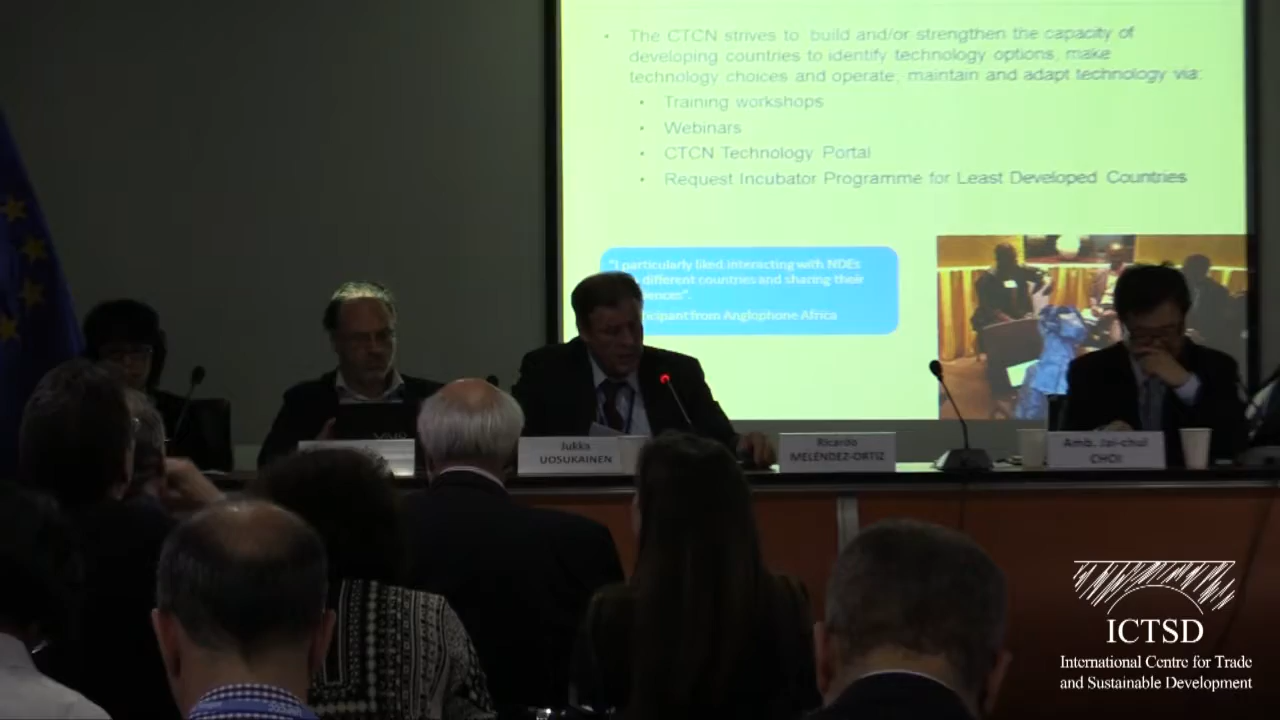 • The CTCN strives to build and/or strengthen the capacity of
developing countries to identify technology options, make
technology choices and operate, maintain and adapt technology via:
• Training workshops
• Webinars
• CTCN Technology Portal
• Request Incubator Programme for Least Developed Countries
"I particularly liked interacting with NDEs
different countries and sharing their
from Anglophone Africa
VAIO
Jukka
UOSUKAINEN
Ricardo
MELÉNDEZ-ORTIZ
Amb. Jai-chul
CHOI
ICTSD
International Centre for Trade
and Sustainable Development